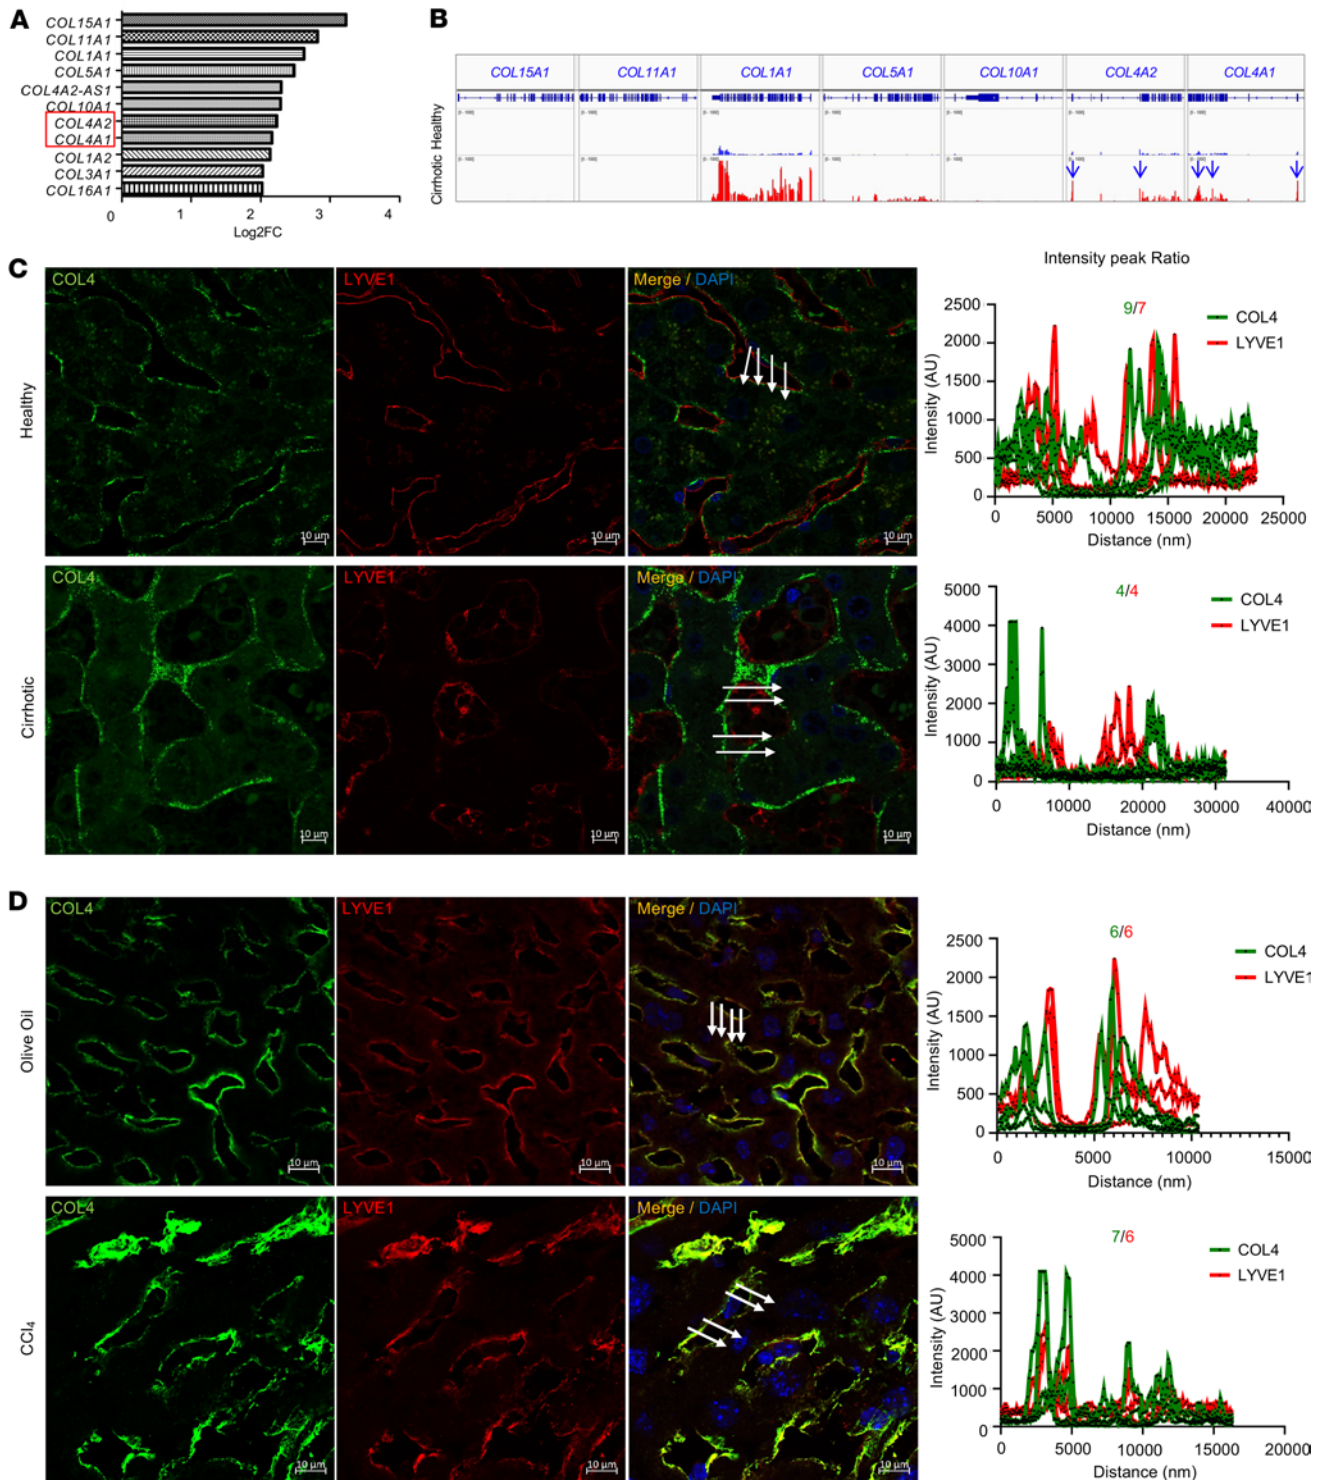 A
COL15A1
COL11A1
COL1A1
COL5A1
COL4A2-AS1
COL10A1
COL4A2
COL4A1
COL1A2
COL3A1
COL16A1
0 1 2 3 4
Log2FC
B
COL15A1 COL11A1 COL1A1 COL5A1 COL10A1 COL4A2 COL4A1
Healthy
Cirrhotic
C
Healthy
COL4
10 µm
LYVE1
10 µm
Merge / DAPI
10 µm
Intensity peak Ratio
9/7
COL4
LYVE1
Intensity (AU)
2500
2000
1500
1000
500
0
0 5000 10000 15000 20000 25000
Distance (nm)
Cirrhotic
COL4
10 µm
LYVE1
10 µm
Merge / DAPI
10 µm
4/4
COL4
LYVE1
Intensity (AU)
5000
4000
3000
2000
1000
0
0 10000 20000 30000 40000
Distance (nm)
D
Olive Oil
COL4
10 µm
LYVE1
10 µm
Merge / DAPI
10 µm
6/6
COL4
LYVE1
Intensity (AU)
2500
2000
1500
1000
500
0
0 5000 10000 15000
Distance (nm)
CCl₄
COL4
10 µm
LYVE1
10 µm
Merge / DAPI
10 µm
7/6
COL4
LYVE1
Intensity (AU)
5000
4000
3000
2000
1000
0
0 5000 10000 15000 20000
Distance (nm)